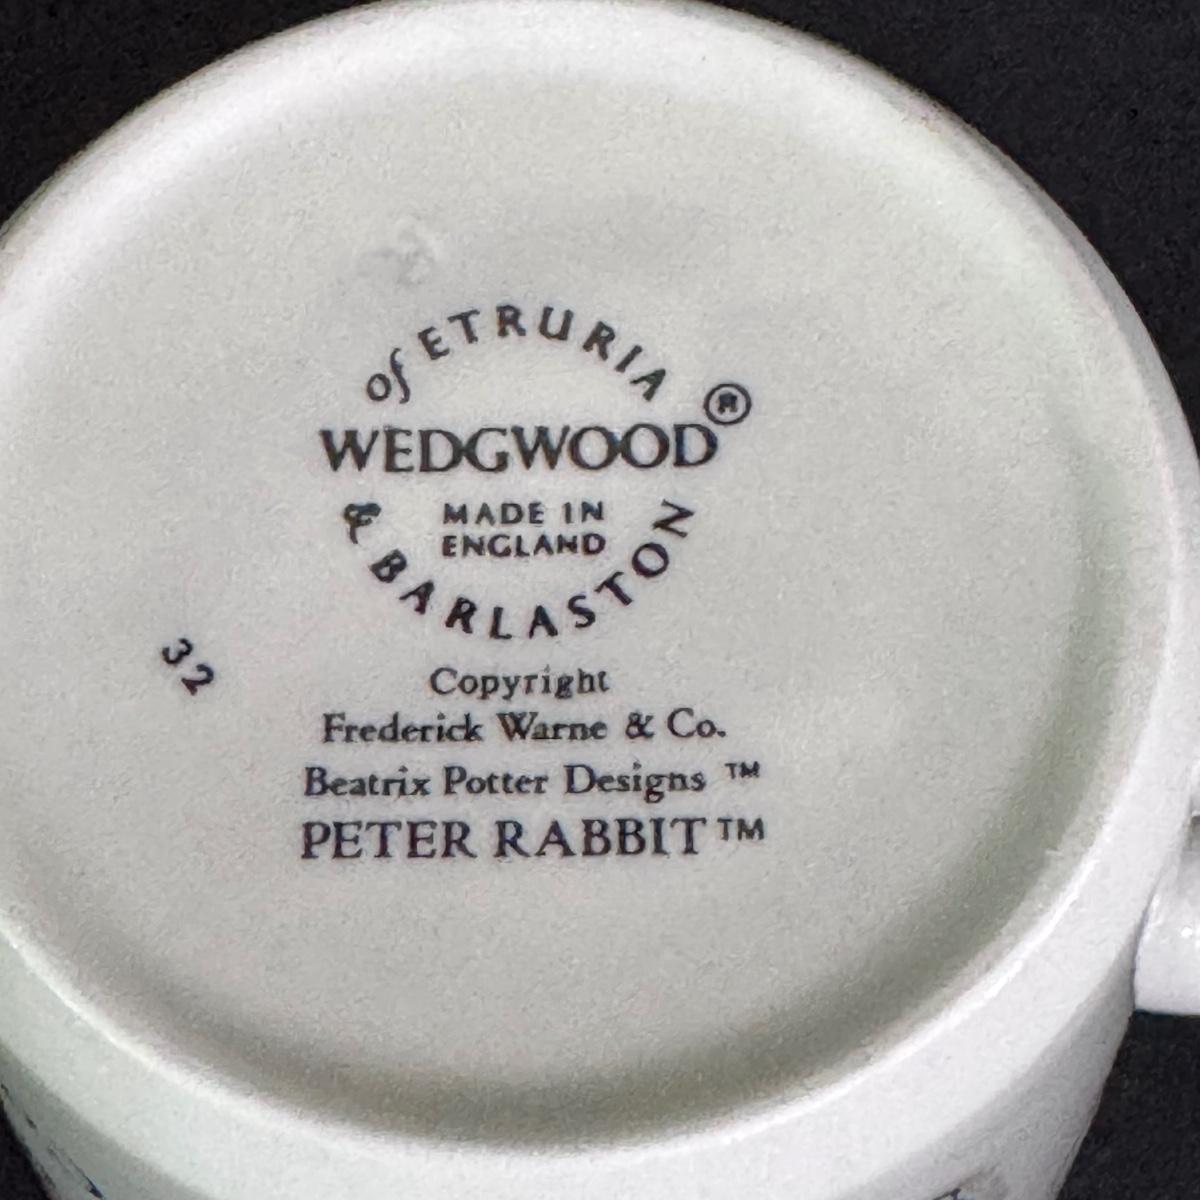 of ETRURIA
WEDGWOOD®
MADE IN
ENGLAND
& BARLASTON
32
Copyright
Frederick Warne & Co.
Beatrix Potter Designs ™
PETER RABBIT™